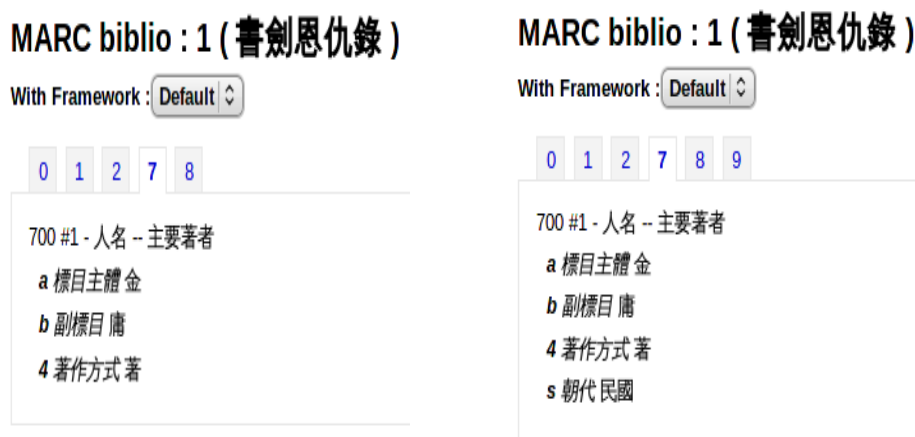 MARC biblio : 1 ( 書劍恩仇錄 )
With Framework : Default
0 1 2 7 8
700 #1 - 人名 -- 主要著者
a 標目主體 金
b 副標目 庸
4 著作方式 著
MARC biblio : 1 ( 書劍恩仇錄 )
With Framework : Default
0 1 2 7 8 9
700 #1 - 人名 -- 主要著者
a 標目主體 金
b 副標目 庸
4 著作方式 著
s 朝代 民國